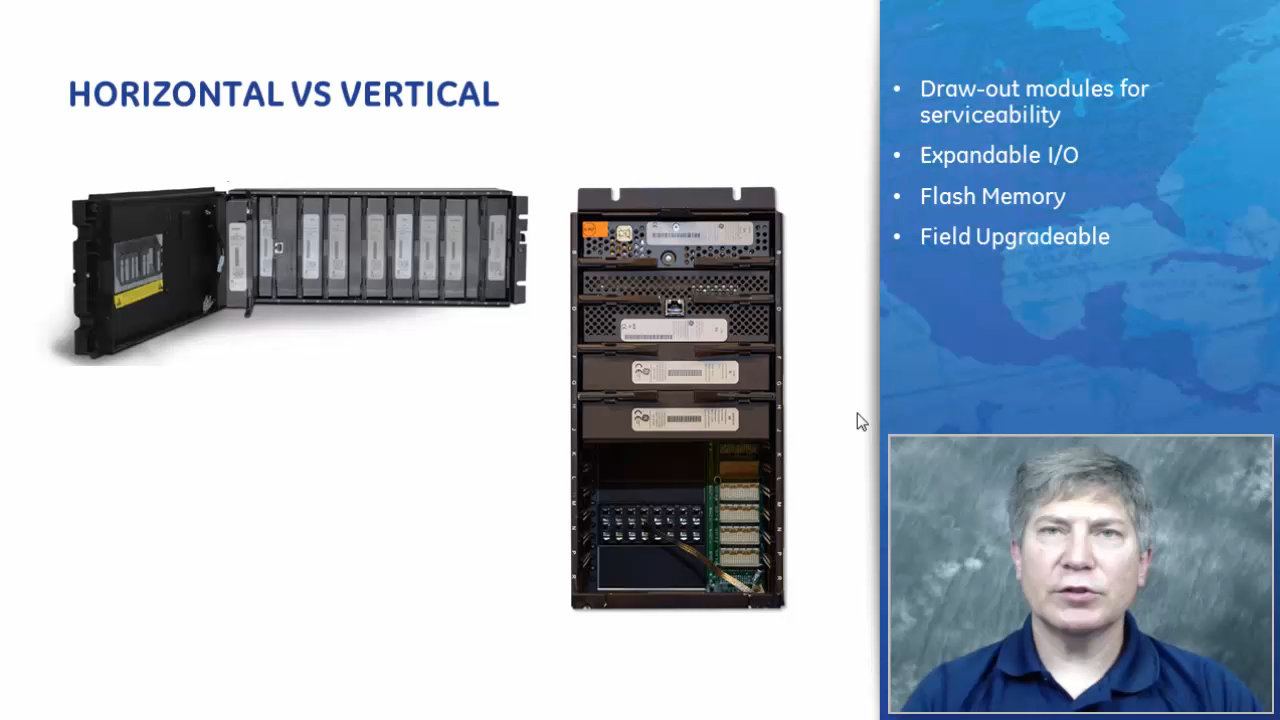 HORIZONTAL VS VERTICAL
• Draw-out modules for
serviceability
• Expandable I/O
• Flash Memory
• Field Upgradeable